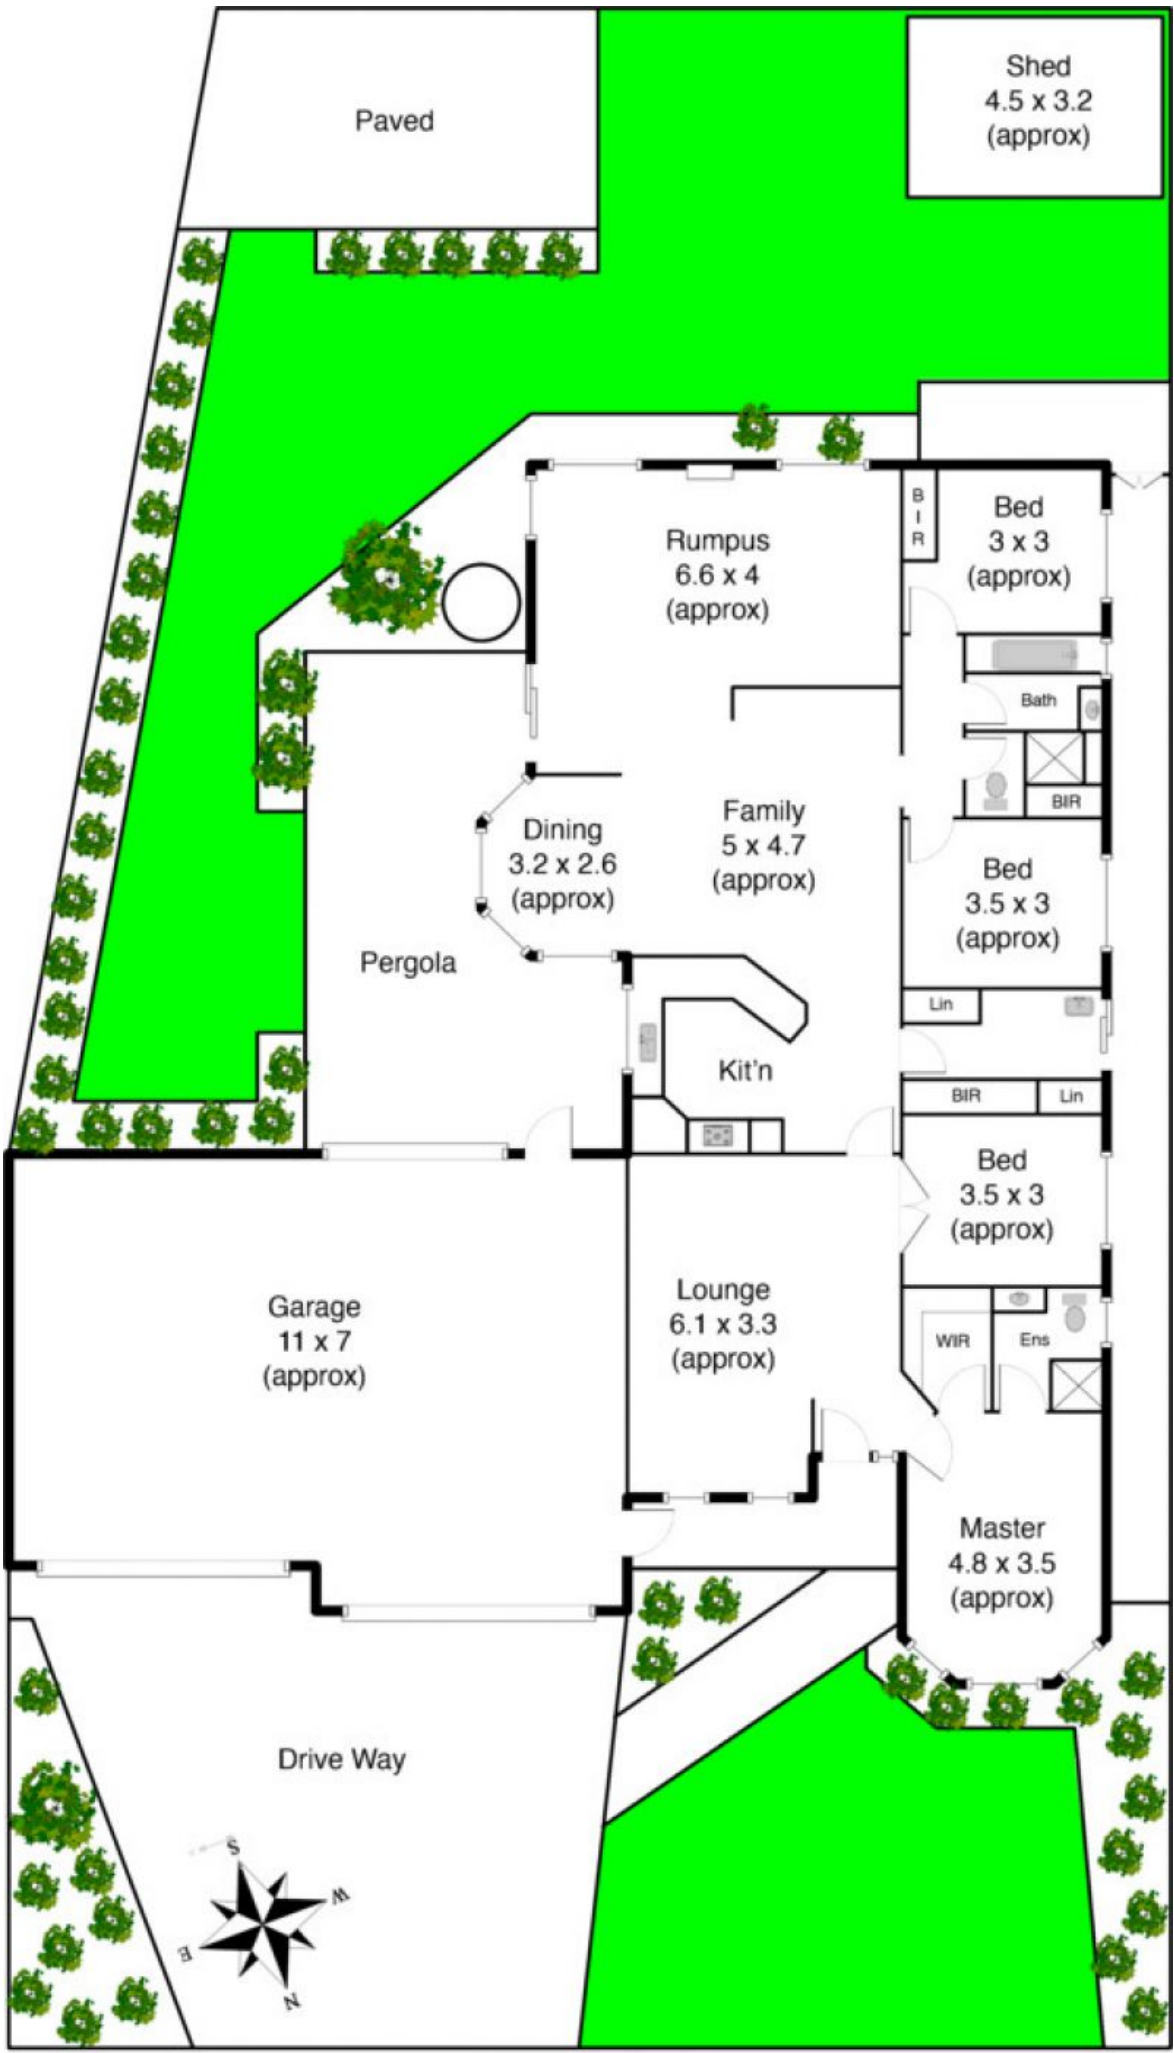 Shed
4.5 x 3.2
(approx)
Paved
B
I
R
Bed
3 x 3
(approx)
Rumpus
6.6 x 4
(approx)
Bath
BIR
Family
5 x 4.7
(approx)
Dining
3.2 x 2.6
(approx)
Bed
3.5 x 3
(approx)
Pergola
Lin
Kit'n
BIR
Lin
Bed
3.5 x 3
(approx)
Lounge
6.1 x 3.3
(approx)
Garage
11 x 7
(approx)
WIR
Ens
Master
4.8 x 3.5
(approx)
Drive Way
S
W
E
N